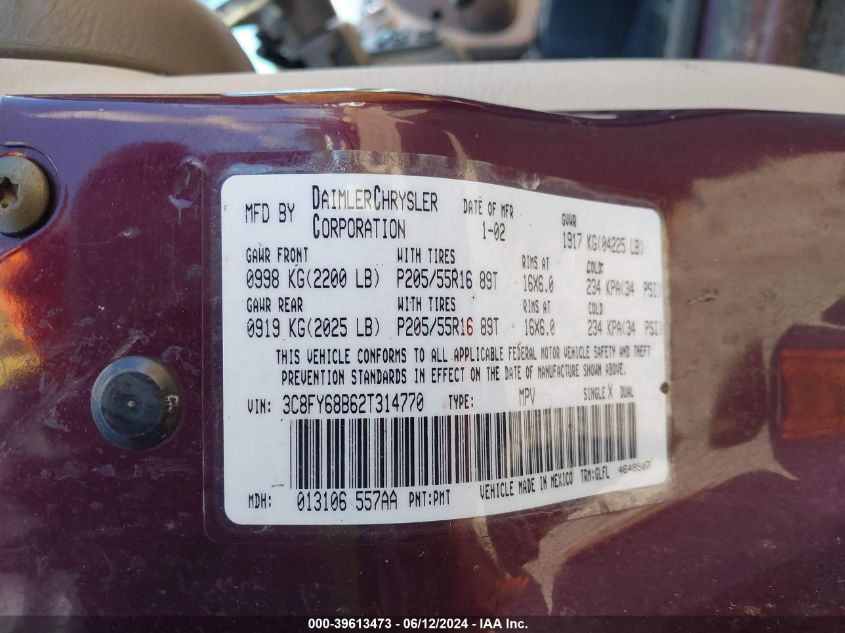 MFD BY DAIMLERCHRYSLER CORPORATION DATE OF MFR 1-02 GVWR 1917 KG(04225 LB)
GAWR FRONT WITH TIRES RIMS AT COLD
0998 KG(2200 LB) P205/55R16 89T 16X6.0 234 KPA(34 PSI)
GAWR REAR WITH TIRES RIMS AT COLD
0919 KG(2025 LB) P205/55R16 89T 16X6.0 234 KPA(34 PSI)
THIS VEHICLE CONFORMS TO ALL APPLICABLE FEDERAL MOTOR VEHICLE SAFETY AND THEFT
PREVENTION STANDARDS IN EFFECT ON THE DATE OF MANUFACTURE SHOWN ABOVE.
VIN: 3C8FY68B62T314770 TYPE: MPV SINGLE X DUAL
MDH: 013106 557AA PNT:PMT VEHICLE MADE IN MEXICO TRM:GLFL 4648507
000-39613473 - 06/12/2024 - IAA Inc.